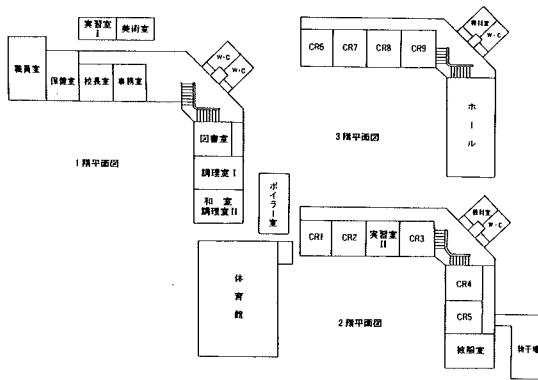 実習室
I
美術室
職員室
保健室
校長室
事務室
W・C
W・C
図書室
調理室 I
和室
調理室 II
1階平面図
ボイラー室
体育館
CR6
CR7
CR8
CR9
教科室
W・C
ホール
3階平面図
CR1
CR2
実習室
II
CR3
教科室
W・C
CR4
CR5
被服室
物干場
2階平面図